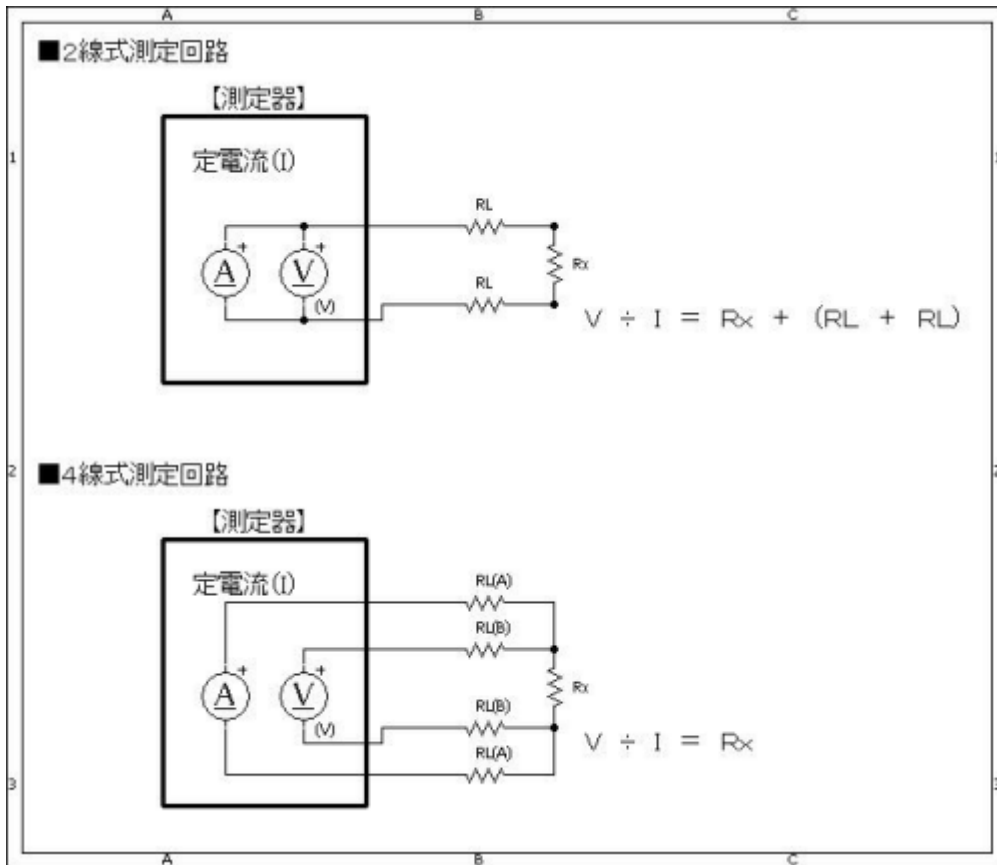 A B C
■2線式測定回路
【測定器】
1 定電流(I) 1
RL
A + V + Rx
RL
(V)
V ÷ I = Rx + (RL + RL)
2 ■4線式測定回路 2
【測定器】
定電流(I)
RL(A)
RL(B)
A + V + Rx
RL(B)
(V)
V ÷ I = Rx
RL(A)
3 3
A B C